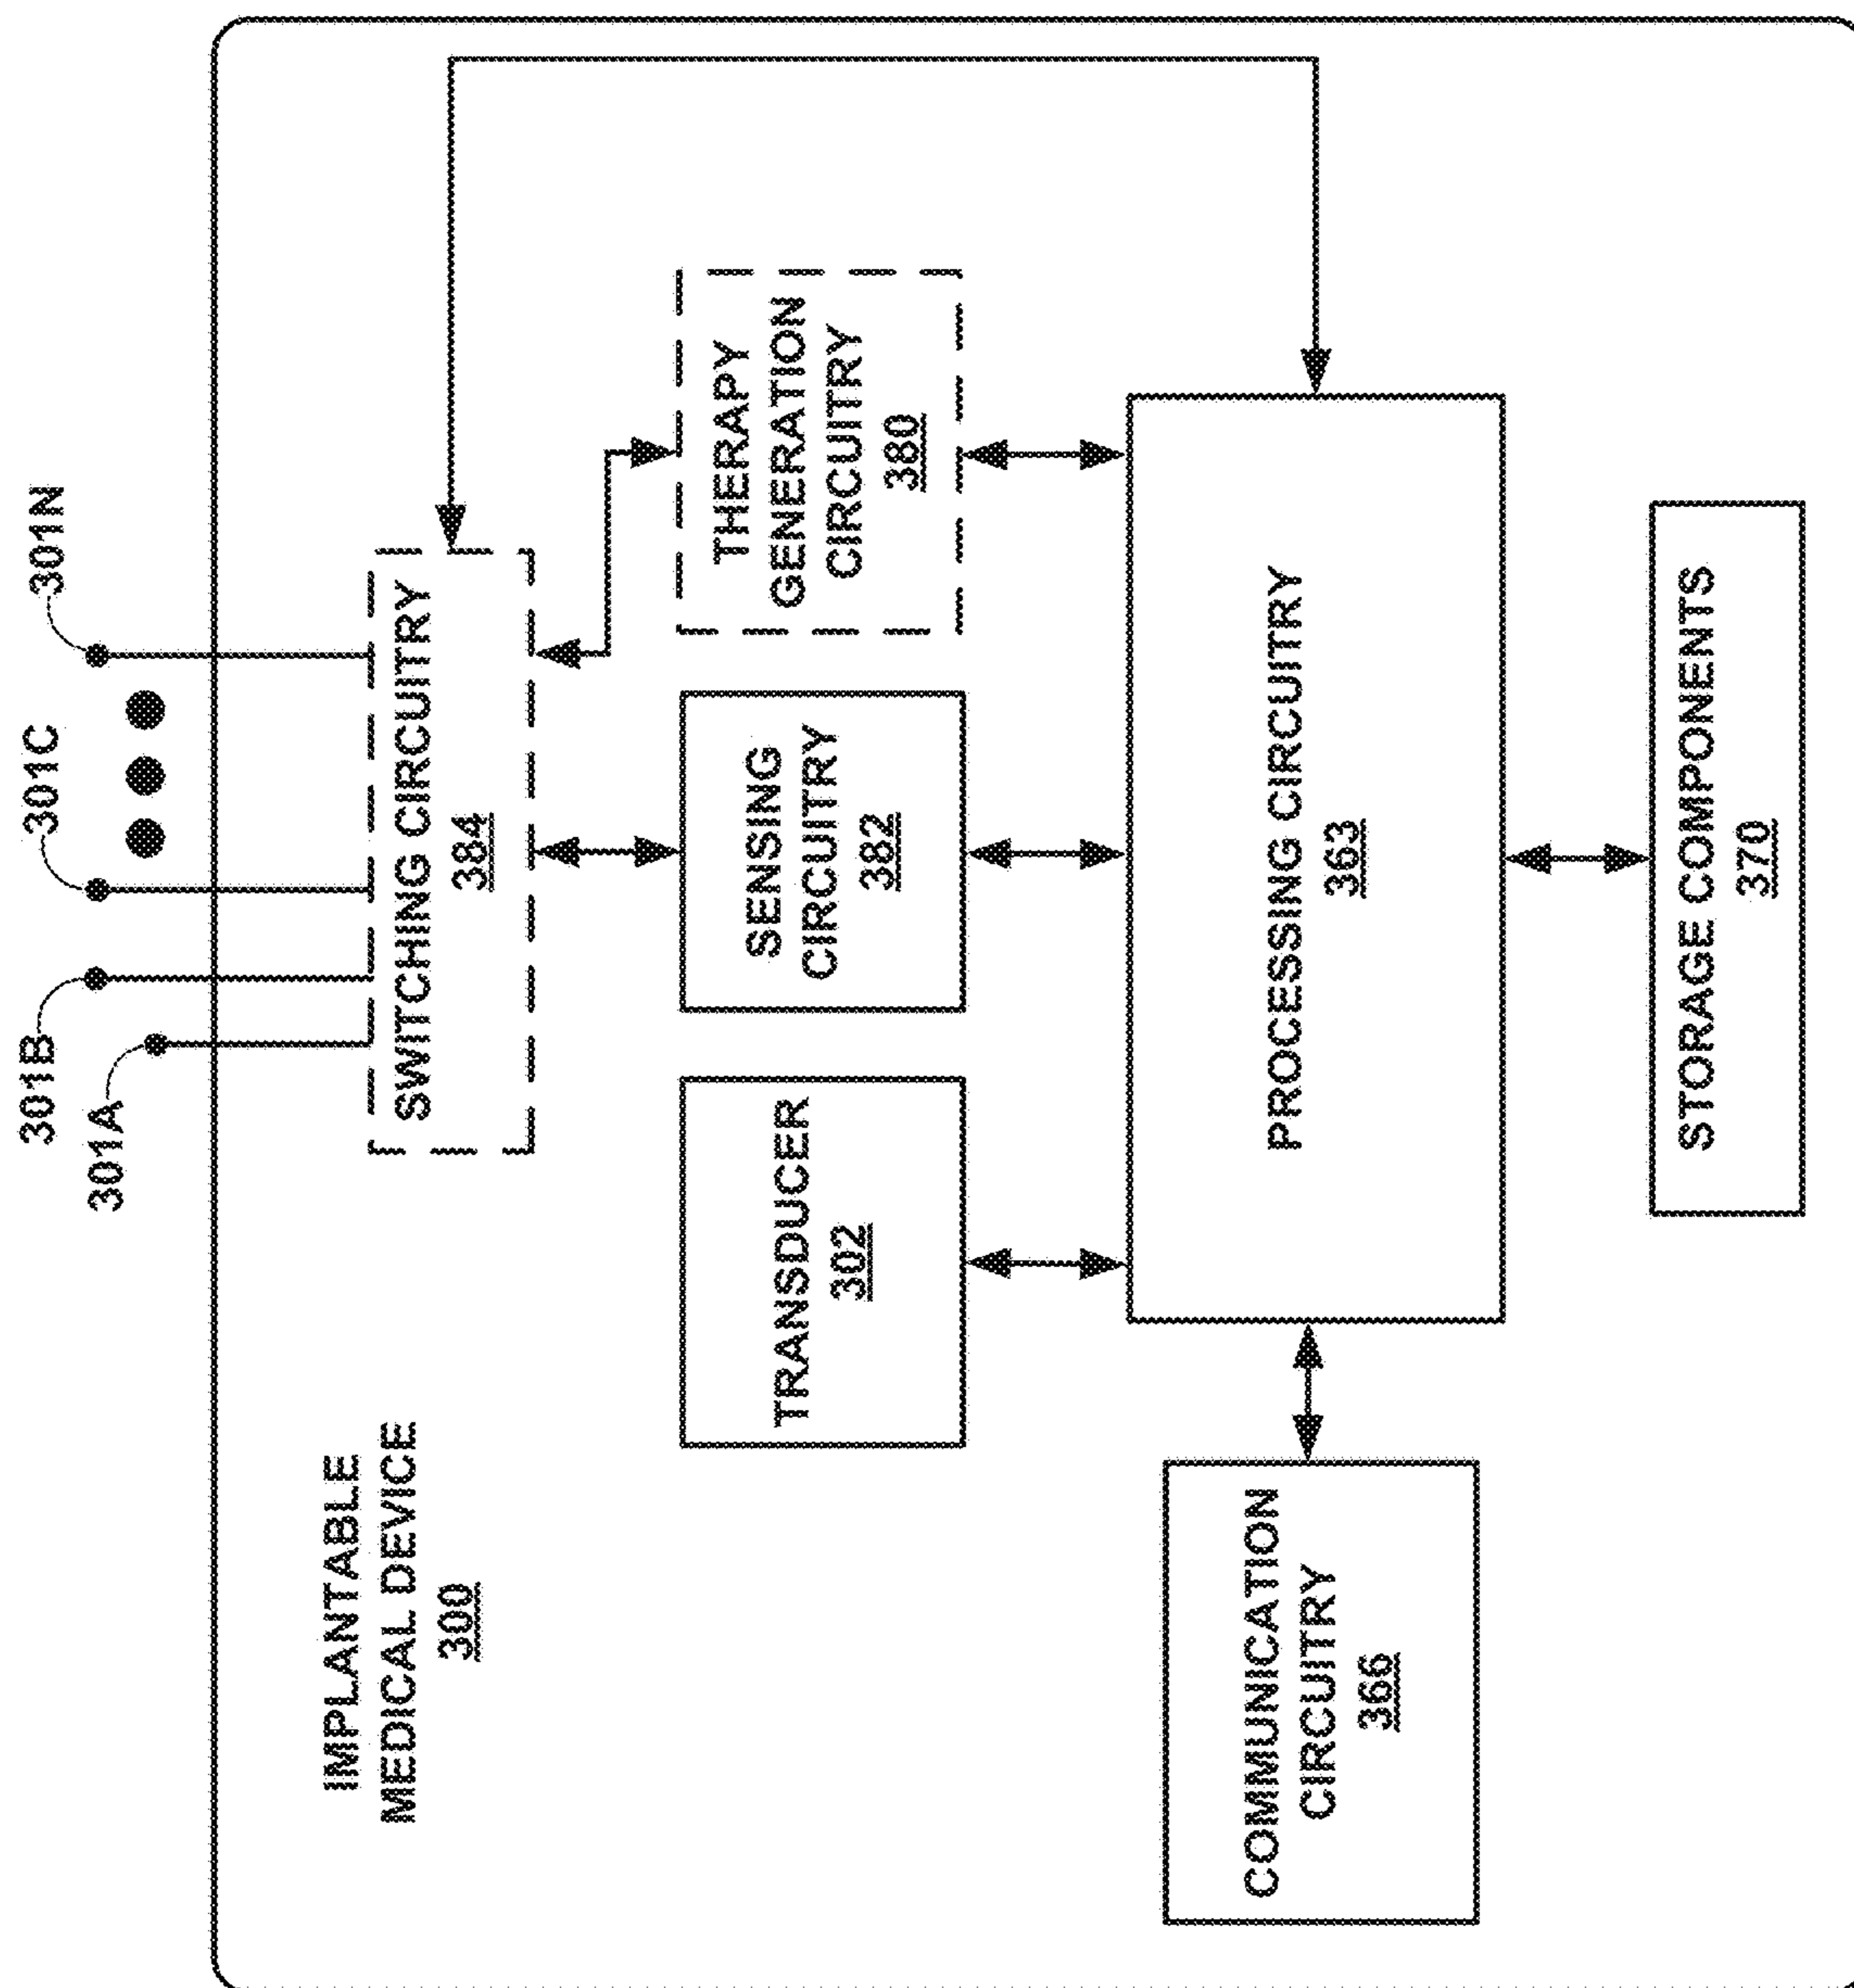 301A
301B
301C
301N
IMPLANTABLE
MEDICAL DEVICE
300
SWITCHING CIRCUITRY
384
TRANSDUCER
302
SENSING
CIRCUITRY
382
THERAPY
GENERATION
CIRCUITRY
380
COMMUNICATION
CIRCUITRY
366
PROCESSING CIRCUITRY
363
STORAGE COMPONENTS
370